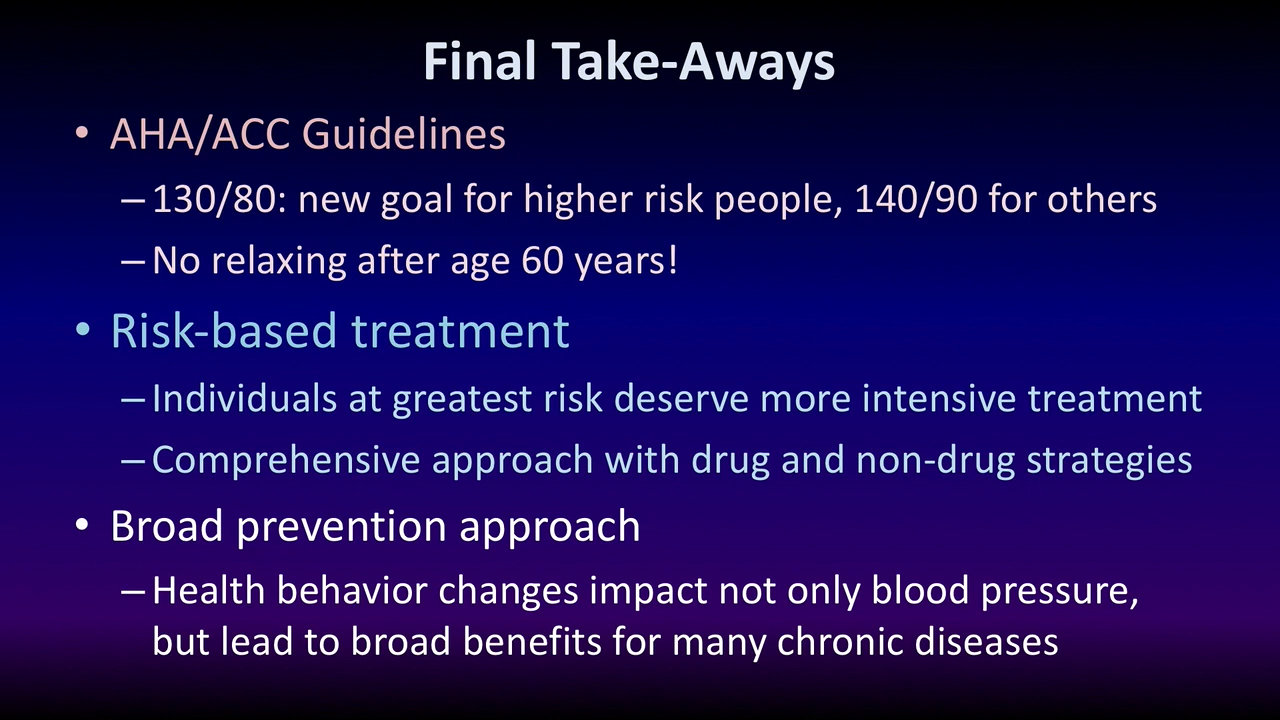 Final Take-Aways
• AHA/ACC Guidelines
– 130/80: new goal for higher risk people, 140/90 for others
– No relaxing after age 60 years!
• Risk-based treatment
– Individuals at greatest risk deserve more intensive treatment
– Comprehensive approach with drug and non-drug strategies
• Broad prevention approach
– Health behavior changes impact not only blood pressure,
but lead to broad benefits for many chronic diseases